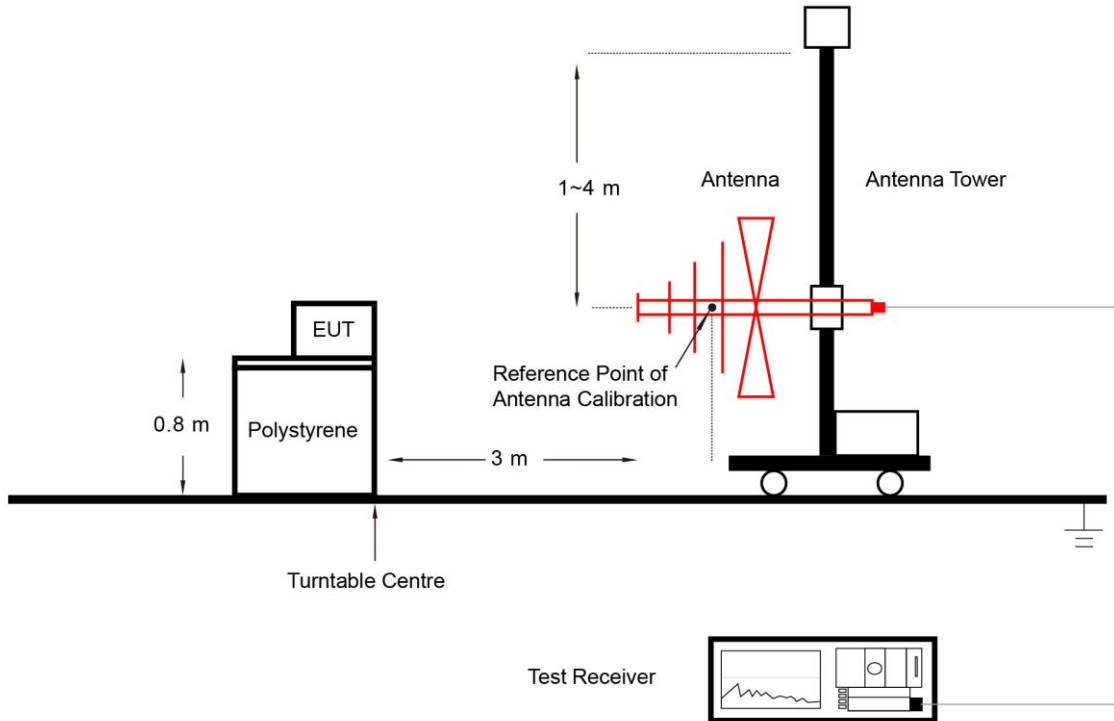 1~4 m
Antenna
Antenna Tower
EUT
Reference Point of
Antenna Calibration
0.8 m
Polystyrene
3 m
Turntable Centre
Test Receiver